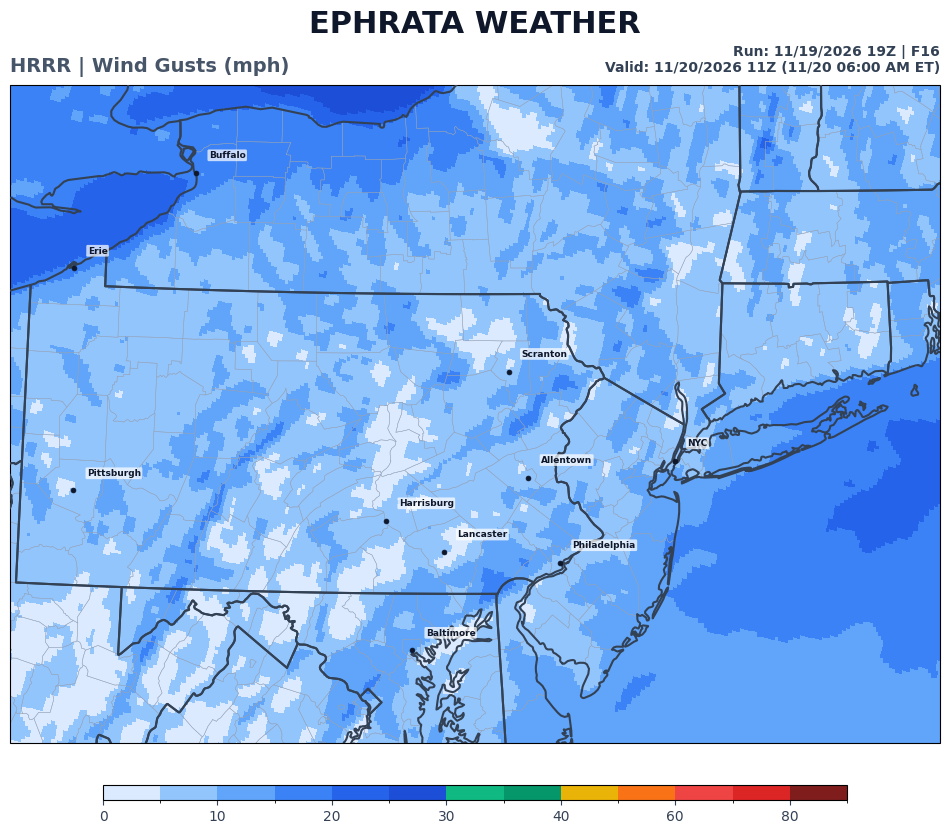 EPHRATA WEATHER
HRRR | Wind Gusts (mph)
Run: 11/19/2026 19Z | F16
Valid: 11/20/2026 11Z (11/20 06:00 AM ET)
Buffalo
Erie
Scranton
NYC
Allentown
Pittsburgh
Harrisburg
Lancaster
Philadelphia
Baltimore
0 10 20 30 40 50 60 70 80